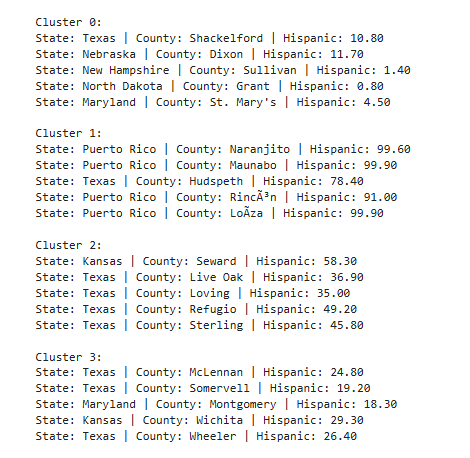 Cluster 0:
State: Texas | County: Shackelford | Hispanic: 10.80
State: Nebraska | County: Dixon | Hispanic: 11.70
State: New Hampshire | County: Sullivan | Hispanic: 1.40
State: North Dakota | County: Grant | Hispanic: 0.80
State: Maryland | County: St. Mary's | Hispanic: 4.50

Cluster 1:
State: Puerto Rico | County: Naranjito | Hispanic: 99.60
State: Puerto Rico | County: Maunabo | Hispanic: 99.90
State: Texas | County: Hudspeth | Hispanic: 78.40
State: Puerto Rico | County: RincÃ³n | Hispanic: 91.00
State: Puerto Rico | County: LoÃza | Hispanic: 99.90

Cluster 2:
State: Kansas | County: Seward | Hispanic: 58.30
State: Texas | County: Live Oak | Hispanic: 36.90
State: Texas | County: Loving | Hispanic: 35.00
State: Texas | County: Refugio | Hispanic: 49.20
State: Texas | County: Sterling | Hispanic: 45.80

Cluster 3:
State: Texas | County: McLennan | Hispanic: 24.80
State: Texas | County: Somervell | Hispanic: 19.20
State: Maryland | County: Montgomery | Hispanic: 18.30
State: Kansas | County: Wichita | Hispanic: 29.30
State: Texas | County: Wheeler | Hispanic: 26.40